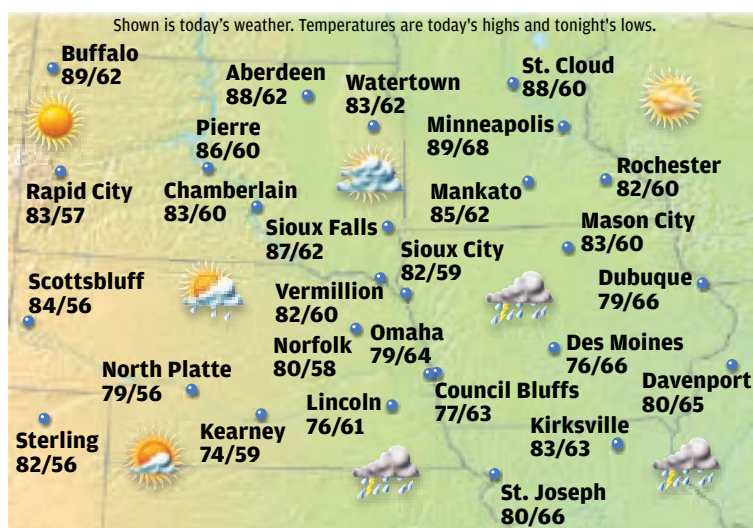 Shown is today's weather. Temperatures are today's highs and tonight's lows.
Buffalo
89/62
Aberdeen
88/62
Watertown
83/62
St. Cloud
88/60
Pierre
86/60
Minneapolis
89/68
Rapid City
83/57
Chamberlain
83/60
Mankato
85/62
Rochester
82/60
Sioux Falls
87/62
Sioux City
82/59
Mason City
83/60
Scottsbluff
84/56
Vermillion
82/60
Dubuque
79/66
Norfolk
80/58
Omaha
79/64
Des Moines
76/66
North Platte
79/56
Council Bluffs
77/63
Davenport
80/65
Sterling
82/56
Kearney
74/59
Lincoln
76/61
Kirksville
83/63
St. Joseph
80/66